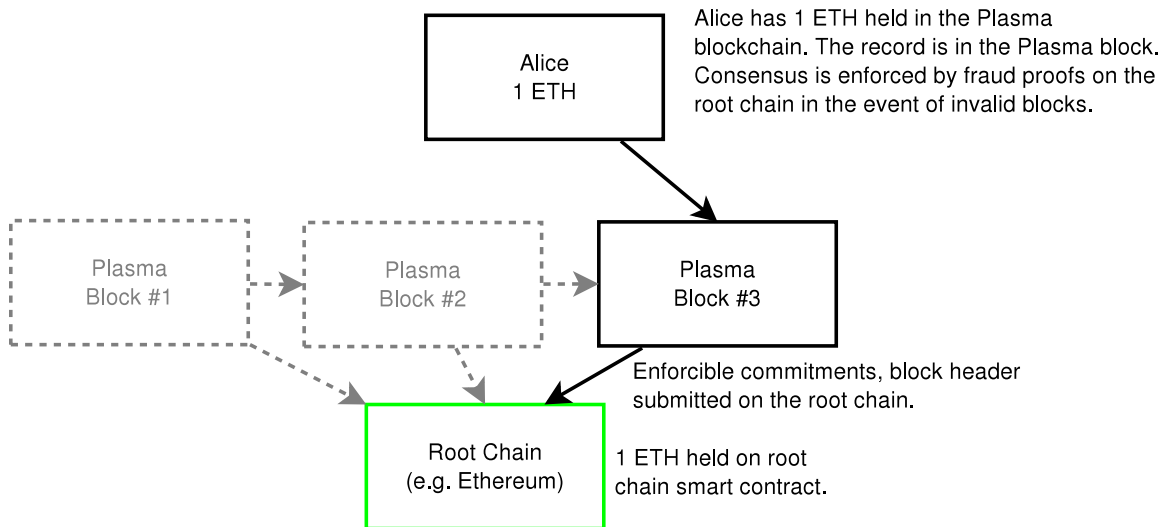 Alice
1 ETH
Alice has 1 ETH held in the Plasma
blockchain. The record is in the Plasma block.
Consensus is enforced by fraud proofs on the
root chain in the event of invalid blocks.
Plasma
Block #1
Plasma
Block #2
Plasma
Block #3
Enforcible commitments, block header
submitted on the root chain.
Root Chain
(e.g. Ethereum)
1 ETH held on root
chain smart contract.